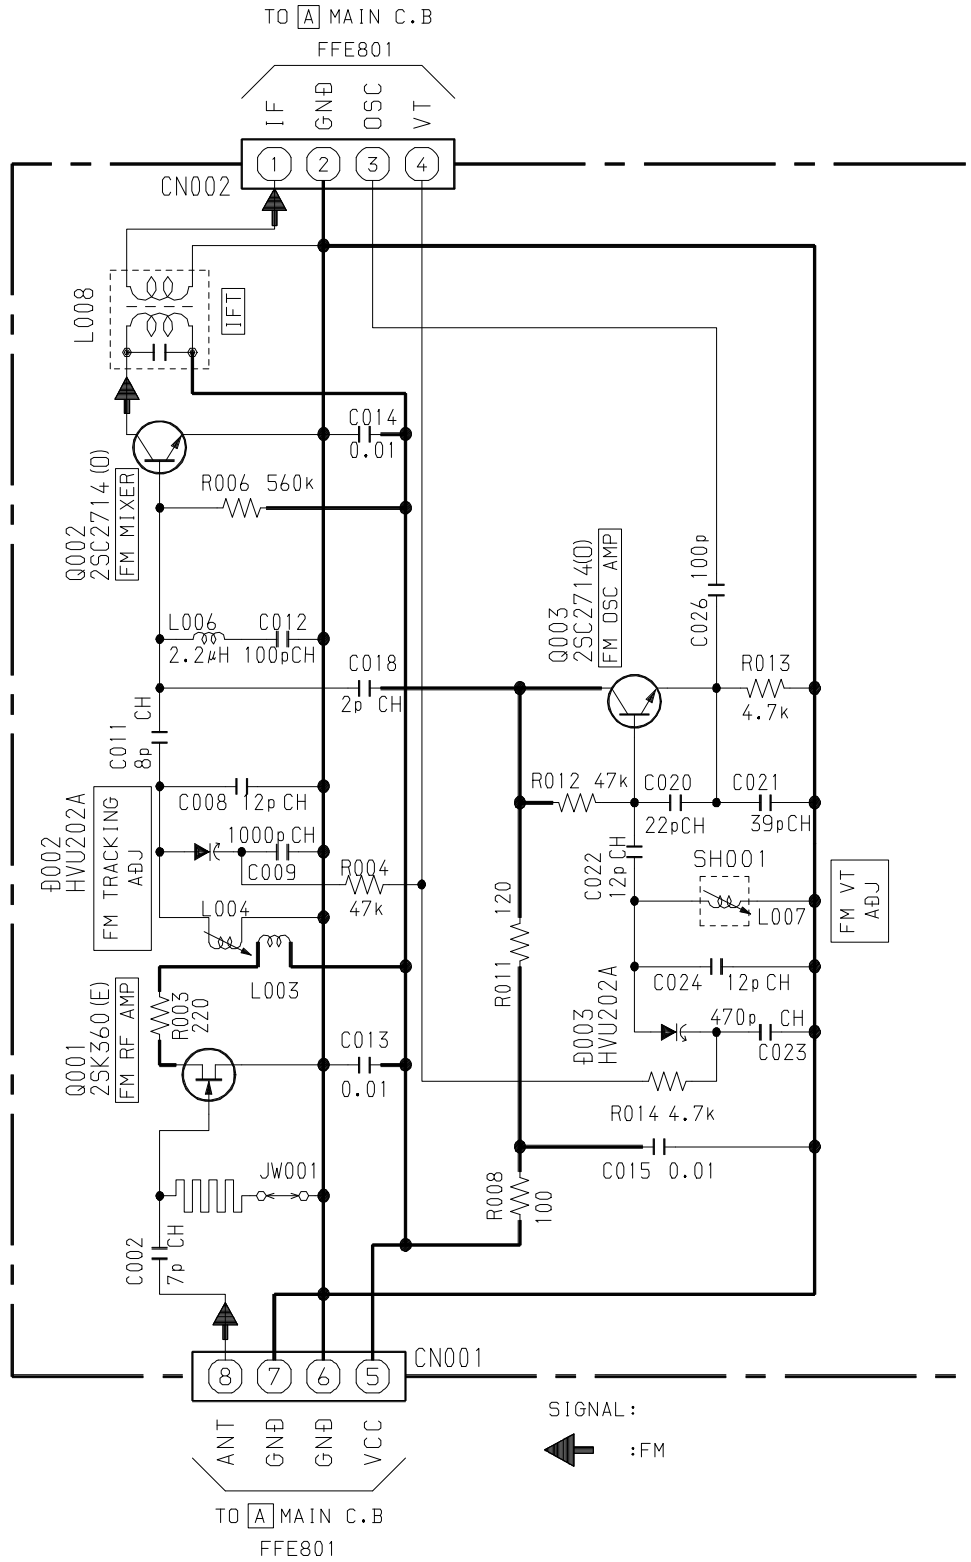 TO A MAIN C.B
FFE801
IF
GND
OSC
VT
1
2
3
4
CN002
L008
IFT
C014
0.01
R006 560k
Q002
2SC2714(O)
FM MIXER
L006
2.2μH
C012
100pCH
C018
2p CH
C011
8p CH
Q003
2SC2714(O)
FM OSC AMP
C026 100p
R013
4.7k
C008 12p CH
1000p CH
C009
D002
HVU202A
FM TRACKING
ADJ
R004
47k
L004
L003
R012 47k
C020
22pCH
C021
39pCH
C022
12p CH
SH001
L007
FM VT
ADJ
R011 120
C024 12p CH
D003
HVU202A
470p CH
C023
Q001
2SK360(E)
FM RF AMP
R003
220
C013
0.01
R014 4.7k
C015 0.01
JW001
R008
100
C002
7p CH
CN001
8
7
6
5
ANT
GND
GND
VCC
SIGNAL:
:FM
TO A MAIN C.B
FFE801